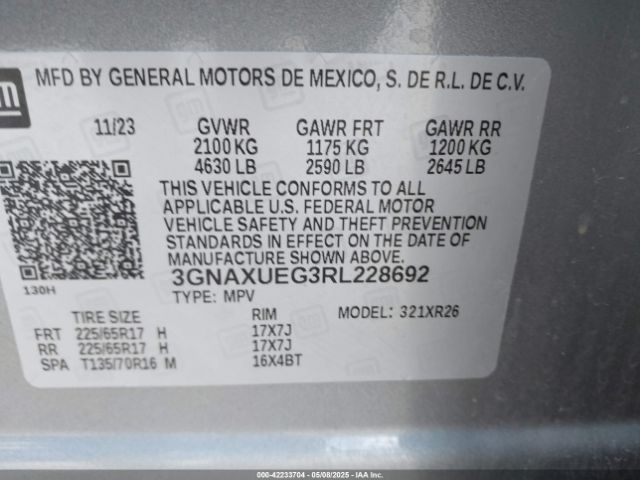 GM
MFD BY GENERAL MOTORS DE MEXICO, S. DE R.L. DE C.V.
11/23 GVWR GAWR FRT GAWR RR
2100 KG 1175 KG 1200 KG
4630 LB 2590 LB 2645 LB
THIS VEHICLE CONFORMS TO ALL
APPLICABLE U.S. FEDERAL MOTOR
VEHICLE SAFETY AND THEFT PREVENTION
STANDARDS IN EFFECT ON THE DATE OF
MANUFACTURE SHOWN ABOVE.
130H
3GNAXUEG3RL228692
TYPE: MPV MODEL: 321XR26
TIRE SIZE RIM
FRT 225/65R17 H 17X7J
RR 225/65R17 H 17X7J
SPA T135/70R16 M 16X4BT
000-42233704 05/08/2025 IAAI.COM